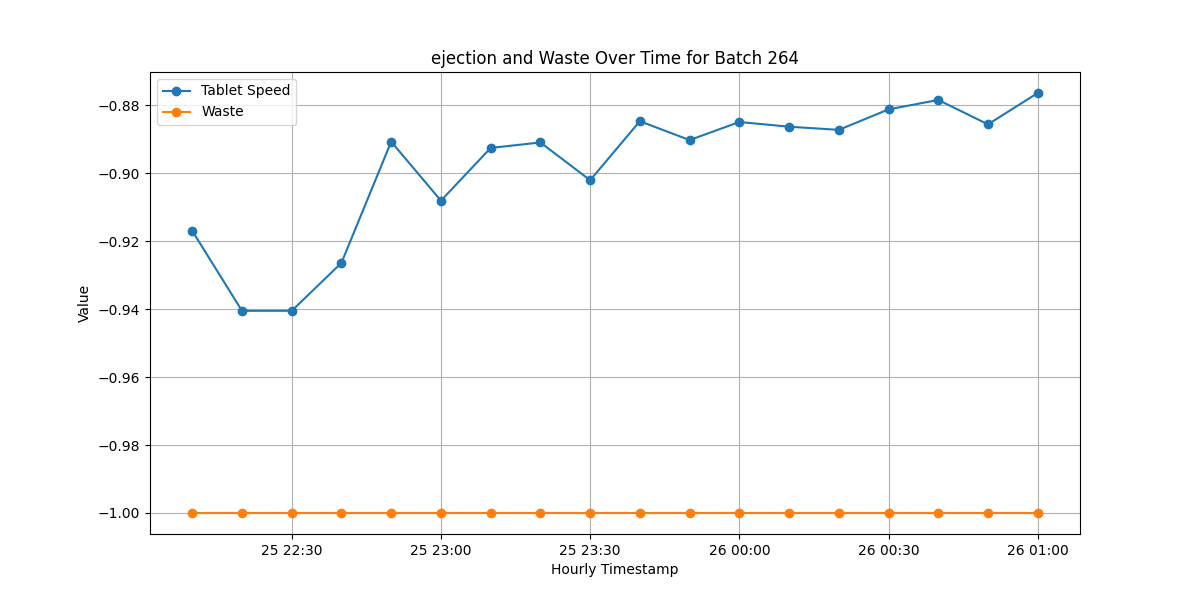 ejection and Waste Over Time for Batch 264
Tablet Speed
Waste
Value
−0.88
−0.90
−0.92
−0.94
−0.96
−0.98
−1.00
25 22:30
25 23:00
25 23:30
26 00:00
26 00:30
26 01:00
Hourly Timestamp